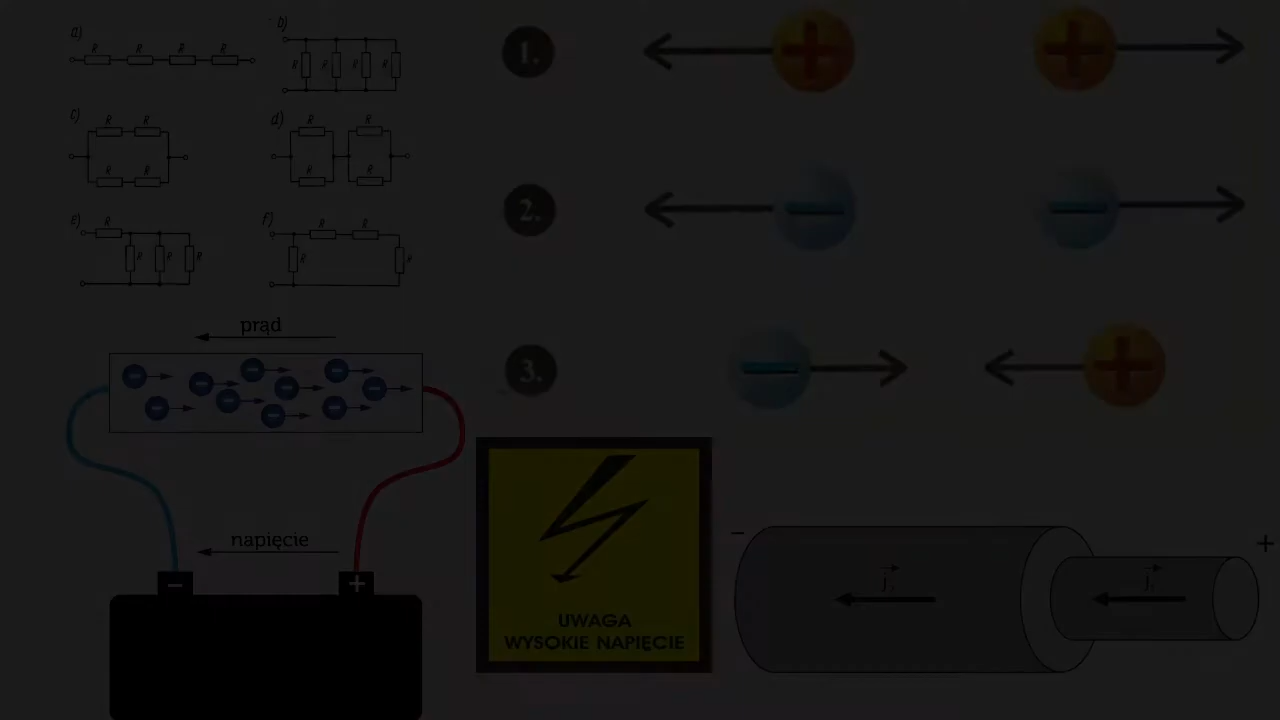 a)
R R R R
b)
R R R R
c)
R R
R R
d)
R R
R R
e)
R
R R R
f)
R R
R R
1.
+ +
2.
− −
3.
− +
prąd
− − − − − − − − − −
napięcie
− +
UWAGA
WYSOKIE NAPIĘCIE
− +
j j